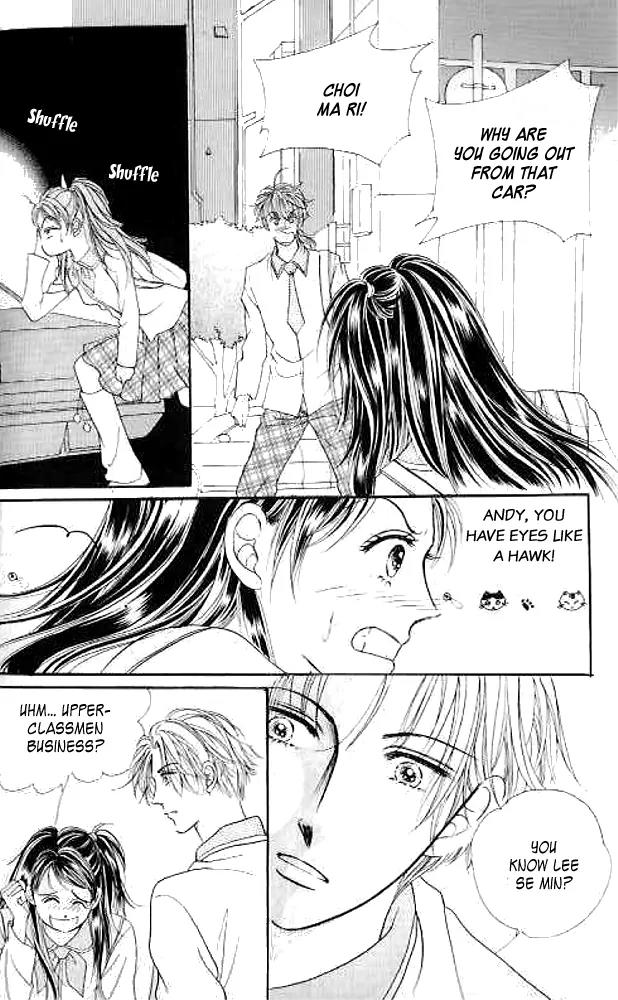 Shuffle
Shuffle
CHOI
MA RI!
WHY ARE
YOU GOING OUT
FROM THAT
CAR?
ANDY, YOU
HAVE EYES LIKE
A HAWK!
UHM... UPPER-
CLASSMEN
BUSINESS?
YOU
KNOW LEE
SE MIN?